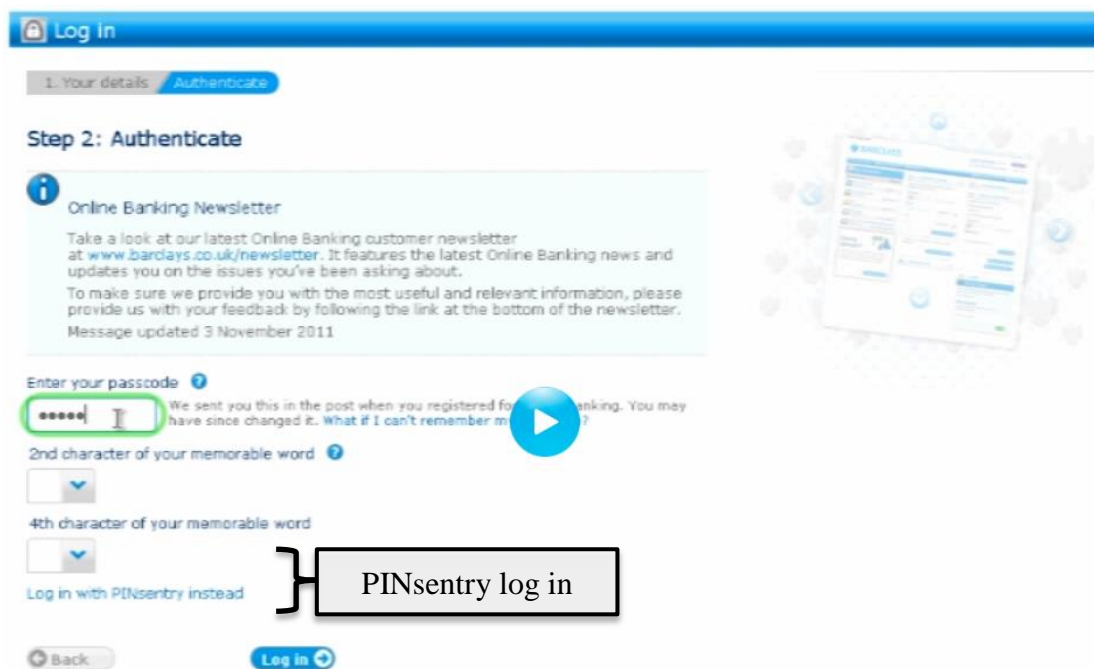 Log in
1. Your details Authenticate
Step 2: Authenticate
Online Banking Newsletter
Take a look at our latest Online Banking customer newsletter
at www.barclays.co.uk/newsletter. It features the latest Online Banking news and
updates you on the issues you've been asking about.
To make sure we provide you with the most useful and relevant information, please
provide us with your feedback by following the link at the bottom of the newsletter.
Message updated 3 November 2011
Enter your passcode
We sent you this in the post when you registered for anking. You may
have since changed it. What if I can't remember m ?
2nd character of your memorable word
4th character of your memorable word
PINsentry log in
Log in with PINsentry instead
Back Log in
BARCLAYS